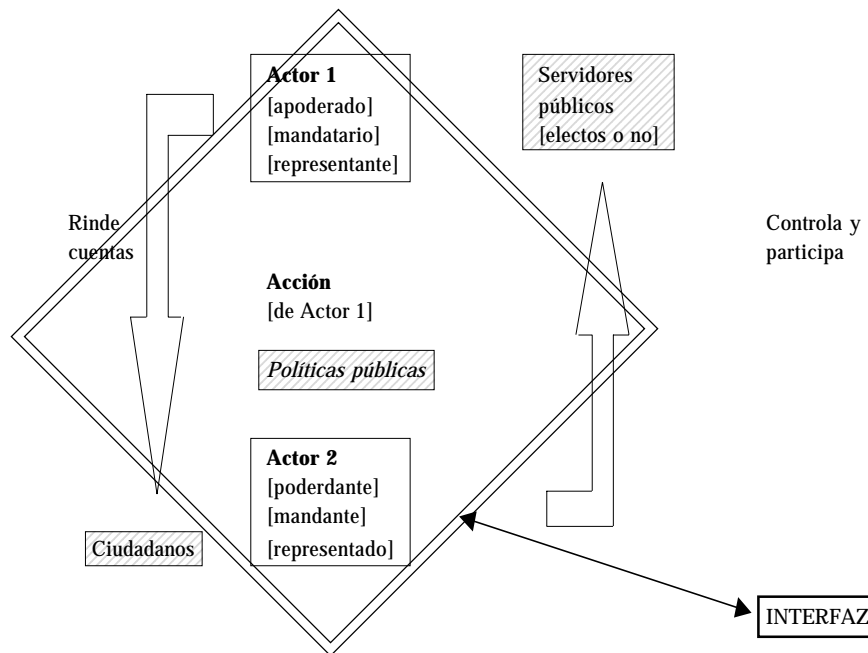 Actor 1
[apoderado]
[mandatario]
[representante]
Servidores
públicos
[electos o no]
Rinde
cuentas
Controla y
participa
Acción
[de Actor 1]
Políticas públicas
Actor 2
[poderdante]
[mandante]
[representado]
Ciudadanos
INTERFAZ